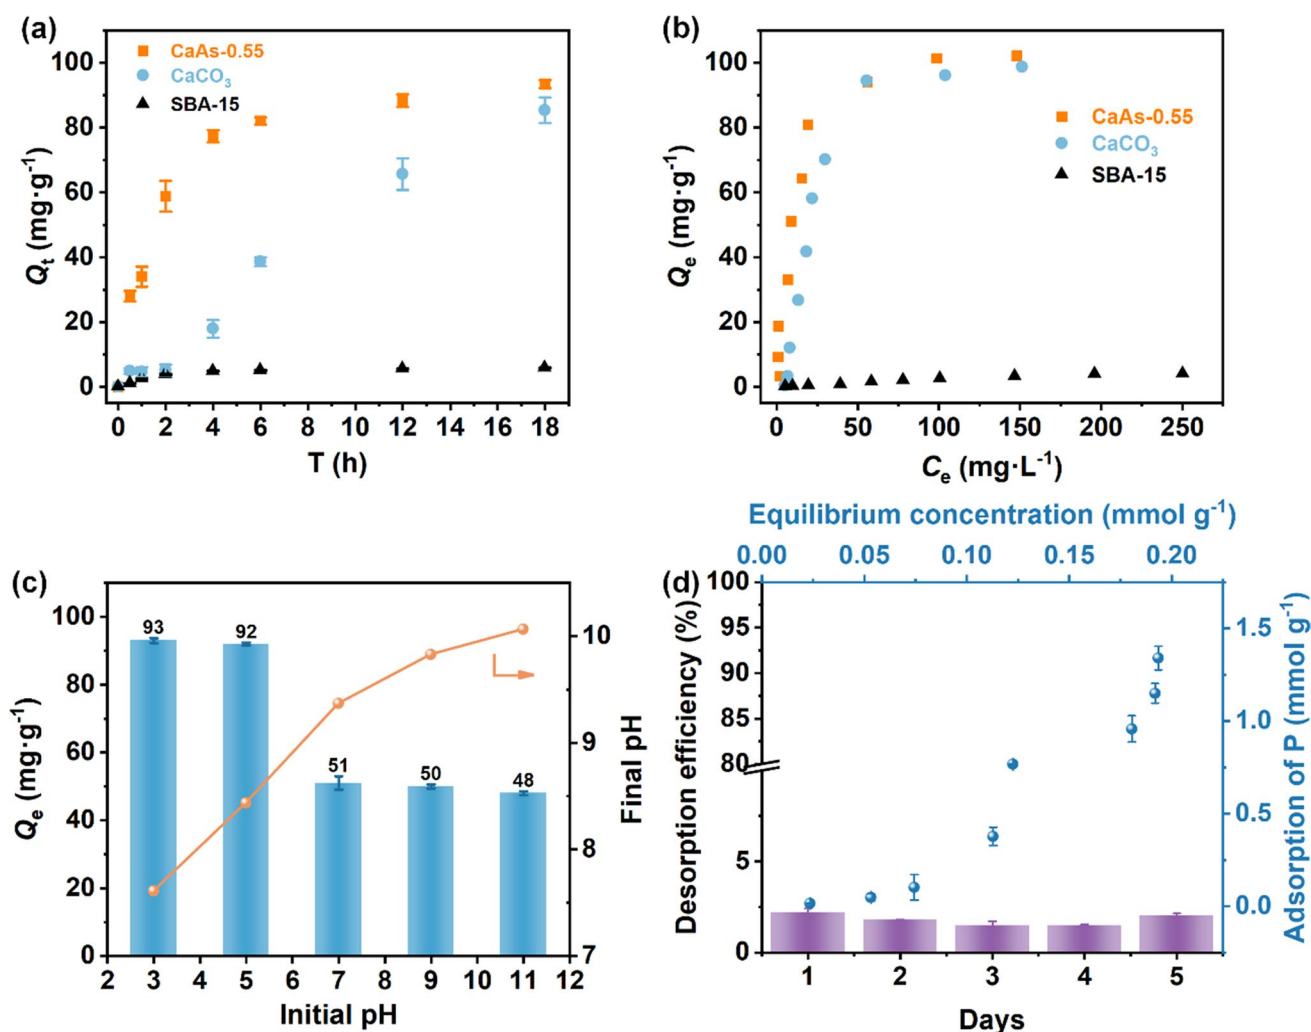 (a)
CaAs-0.55
CaCO₃
SBA-15
100
80
60
40
20
0
Qt (mg·g⁻¹)
0 2 4 6 8 10 12 14 16 18
T (h)
(b)
CaAs-0.55
CaCO₃
SBA-15
100
80
60
40
20
0
Qe (mg·g⁻¹)
0 50 100 150 200 250
Ce (mg·L⁻¹)
(c)
93 92 51 50 48
100
80
60
40
20
0
Qe (mg·g⁻¹)
10
9
8
7
Final pH
2 3 4 5 6 7 8 9 10 11 12
Initial pH
Equilibrium concentration (mmol g⁻¹)
0.00 0.05 0.10 0.15 0.20
(d)
100
95
90
85
80
5
0
Desorption efficiency (%)
1.5
1.0
0.5
0.0
Adsorption of P (mmol g⁻¹)
1 2 3 4 5
Days